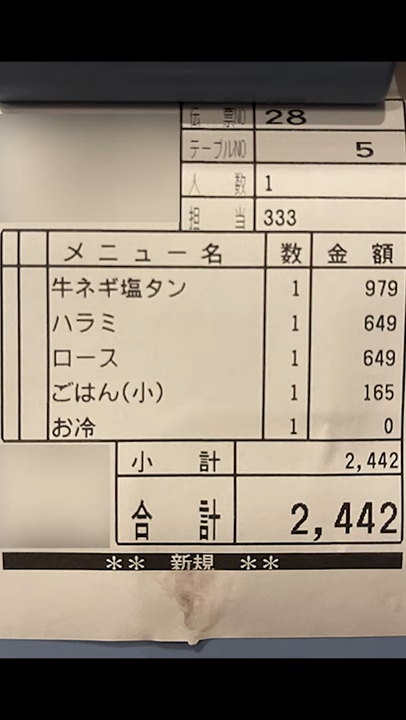 伝票NO 28
テーブルNO 5
人数 1
担当 333
メニュー名 数 金額
牛ネギ塩タン 1 979
ハラミ 1 649
ロース 1 649
ごはん(小) 1 165
お冷 1 0
小計 2,442
合計 2,442
** 新規 **